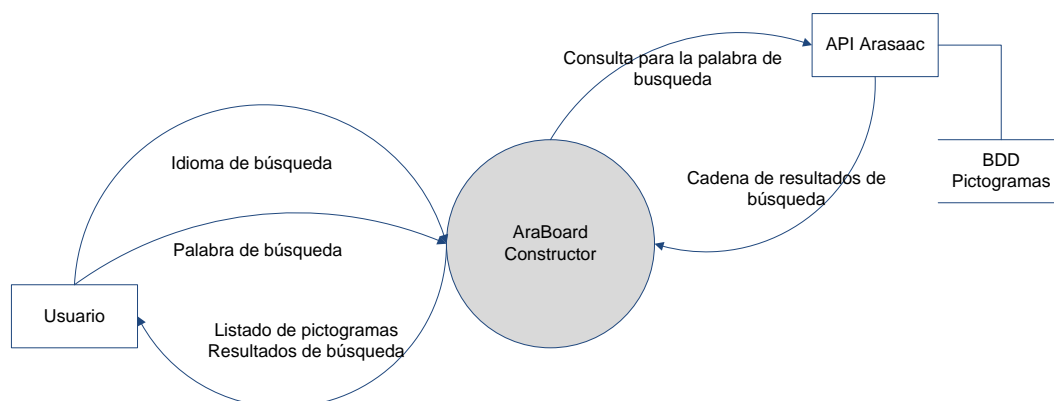 API Arasaac
Consulta para la palabra de
busqueda
BDD
Pictogramas
Idioma de búsqueda
Cadena de resultados de
búsqueda
AraBoard
Constructor
Palabra de búsqueda
Usuario
Listado de pictogramas
Resultados de búsqueda